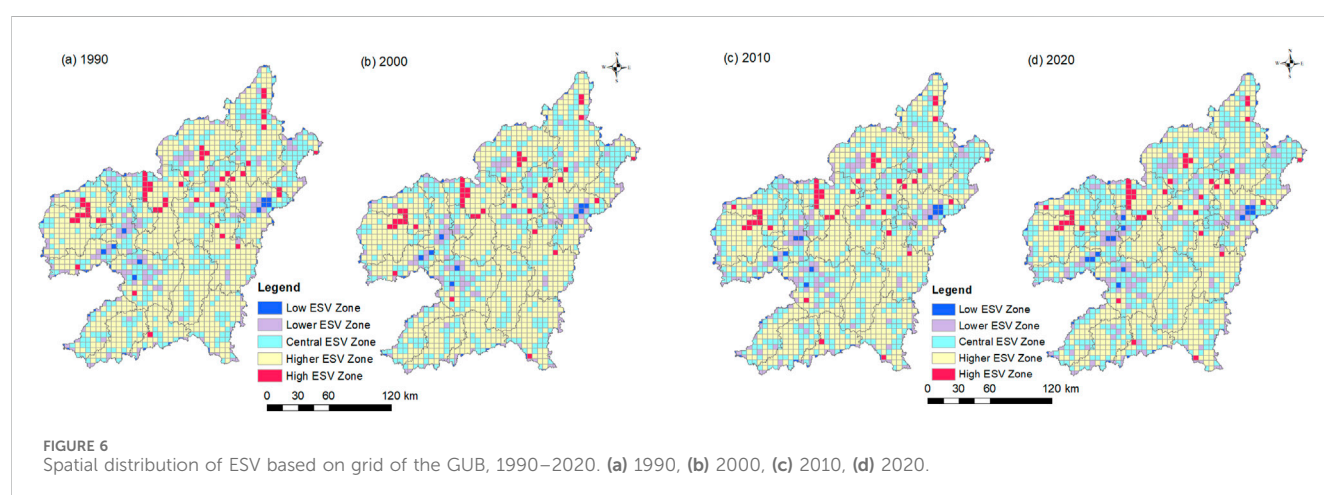 (a) 1990
(b) 2000
(c) 2010
(d) 2020
N
W E
S
N
W E
S
Legend
Low ESV Zone
Lower ESV Zone
Central ESV Zone
Higher ESV Zone
High ESV Zone
0 30 60 120 km
Legend
Low ESV Zone
Lower ESV Zone
Central ESV Zone
Higher ESV Zone
High ESV Zone
0 30 60 120 km
FIGURE 6
Spatial distribution of ESV based on grid of the GUB, 1990–2020. (a) 1990, (b) 2000, (c) 2010, (d) 2020.